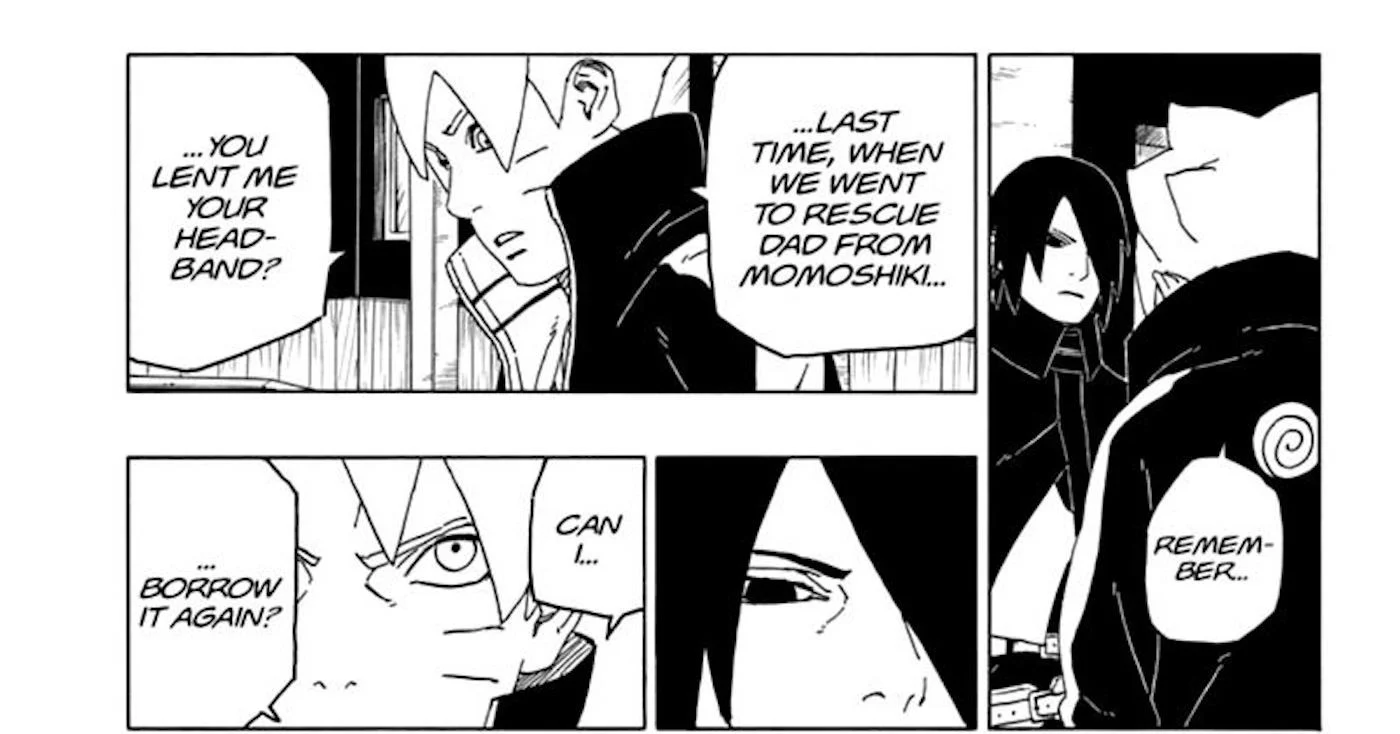 REMEM-
BER...
...LAST
TIME, WHEN
WE WENT
TO RESCUE
DAD FROM
MOMOSHIKI...
...YOU
LENT ME
YOUR
HEAD-
BAND?
CAN
I...
...
BORROW
IT AGAIN?